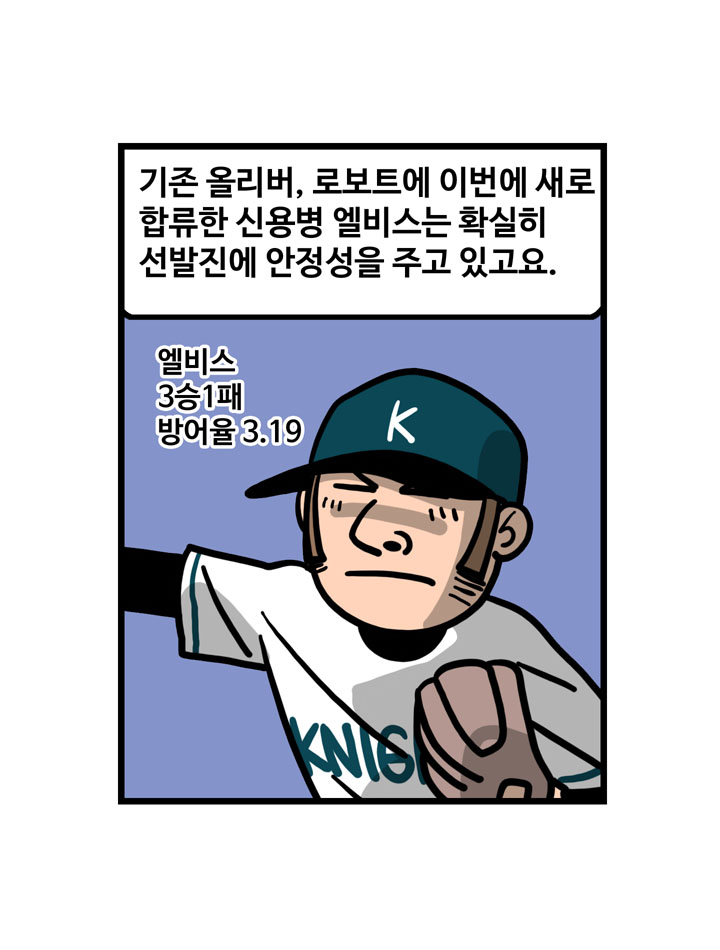 기존 올리버, 로보트에 이번에 새로
합류한 신용병 엘비스는 확실히
선발진에 안정성을 주고 있고요.
엘비스
3승1패
방어율 3.19
K
KNIG